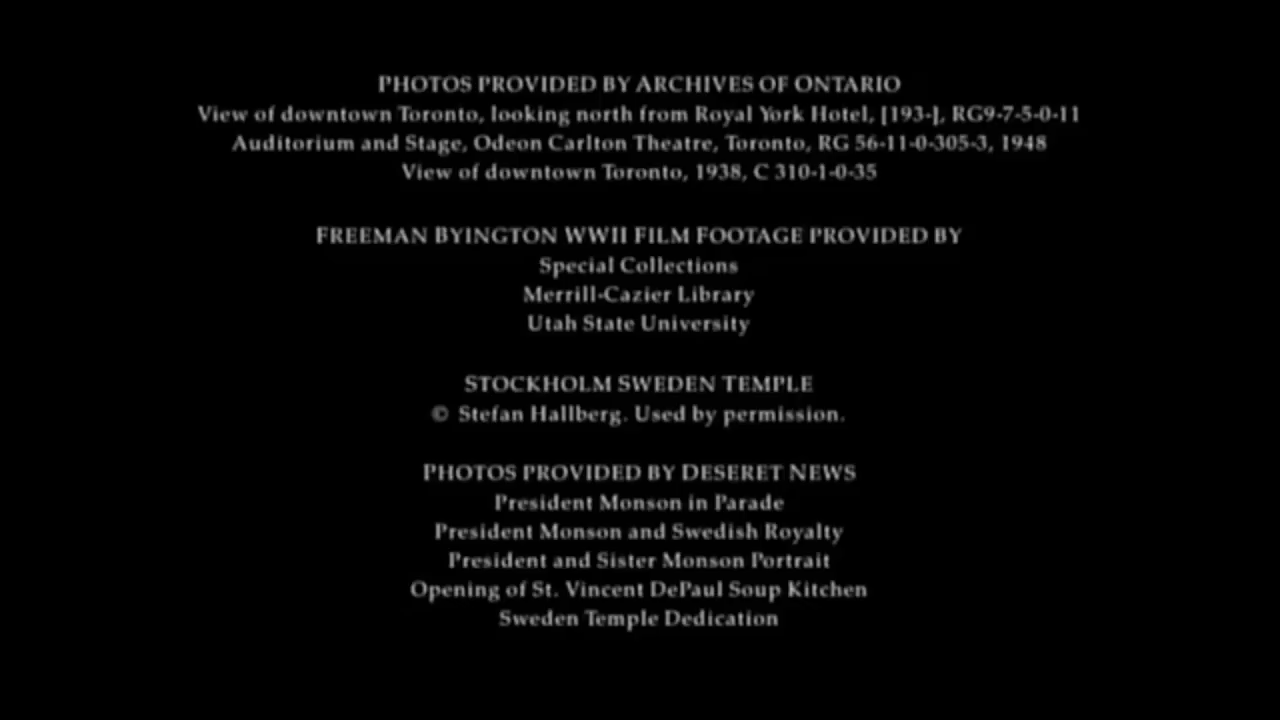 PHOTOS PROVIDED BY ARCHIVES OF ONTARIO
View of downtown Toronto, looking north from Royal York Hotel, [193-], RG9-7-5-0-11
Auditorium and Stage, Odeon Carlton Theatre, Toronto, RG 56-11-0-305-3, 1948
View of downtown Toronto, 1938, C 310-1-0-35
FREEMAN BYINGTON WWII FILM FOOTAGE PROVIDED BY
Special Collections
Merrill-Cazier Library
Utah State University
STOCKHOLM SWEDEN TEMPLE
© Stefan Hallberg. Used by permission.
PHOTOS PROVIDED BY DESERET NEWS
President Monson in Parade
President Monson and Swedish Royalty
President and Sister Monson Portrait
Opening of St. Vincent DePaul Soup Kitchen
Sweden Temple Dedication